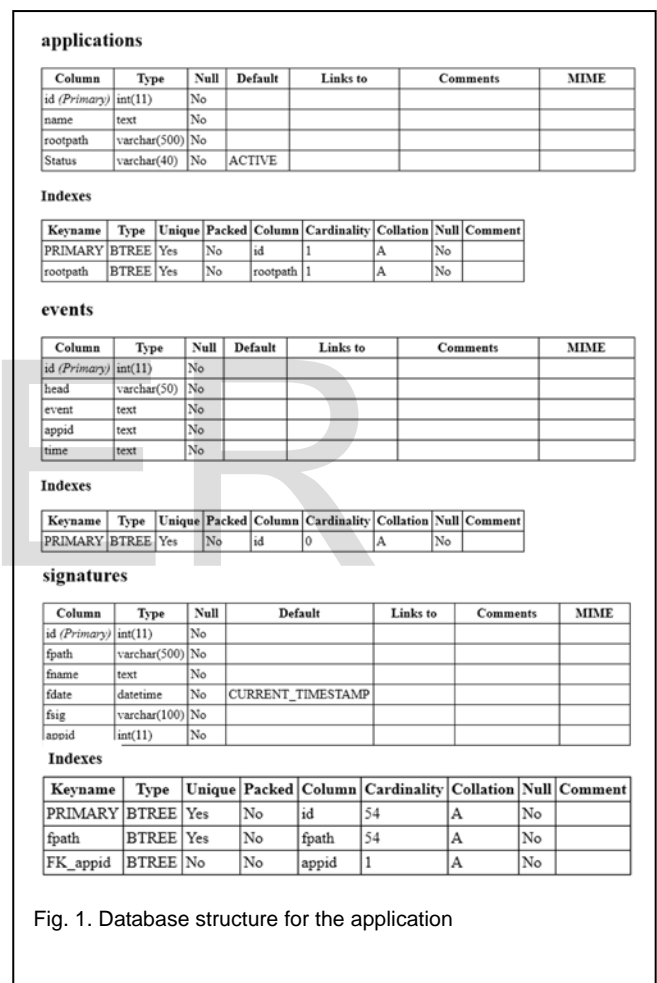 applications
Column Type Null Default Links to Comments MIME
id (Primary) int(11) No
name text No
rootpath varchar(500) No
Status varchar(40) No ACTIVE
Indexes
Keyname Type Unique Packed Column Cardinality Collation Null Comment
PRIMARY BTREE Yes No id 1 A No
rootpath BTREE Yes No rootpath 1 A No
events
Column Type Null Default Links to Comments MIME
id (Primary) int(11) No
head varchar(50) No
event text No
appid text No
time text No
Indexes
Keyname Type Unique Packed Column Cardinality Collation Null Comment
PRIMARY BTREE Yes No id 0 A No
signatures
Column Type Null Default Links to Comments MIME
id (Primary) int(11) No
fpath varchar(500) No
fname text No
fdate datetime No CURRENT_TIMESTAMP
fsig varchar(100) No
appid int(11) No
Indexes
Keyname Type Unique Packed Column Cardinality Collation Null Comment
PRIMARY BTREE Yes No id 54 A No
fpath BTREE Yes No fpath 54 A No
FK_appid BTREE No No appid 1 A No
Fig. 1. Database structure for the application
ER